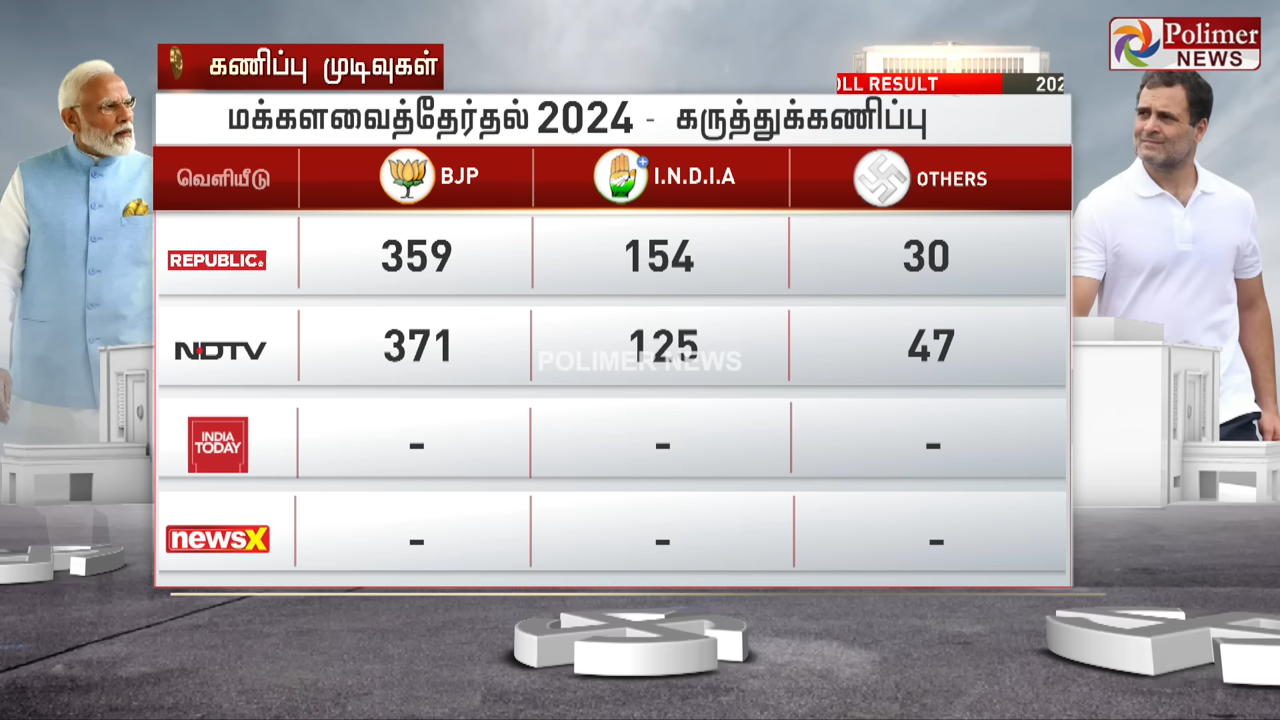 Polimer
NEWS
கணிப்பு முடிவுகள்
OLL RESULT 202
மக்களவைத்தேர்தல் 2024 - கருத்துக்கணிப்பு
வெளியீடு BJP I.N.D.I.A OTHERS
REPUBLIC. 359 154 30
NDTV 371 125 47
POLIMER NEWS
INDIA
TODAY - - -
newsX - - -